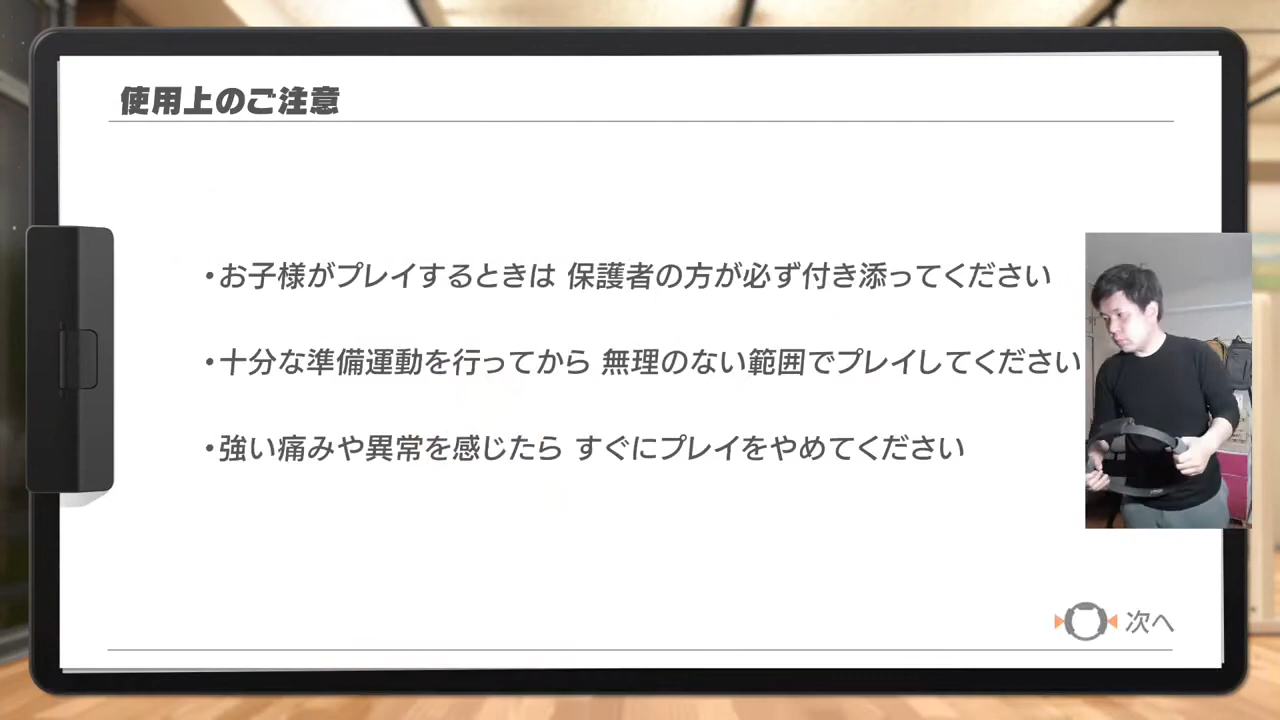 使用上のご注意
・お子様がプレイするときは 保護者の方が必ず付き添ってください
・十分な準備運動を行ってから 無理のない範囲でプレイしてください
・強い痛みや異常を感じたら すぐにプレイをやめてください
次へ